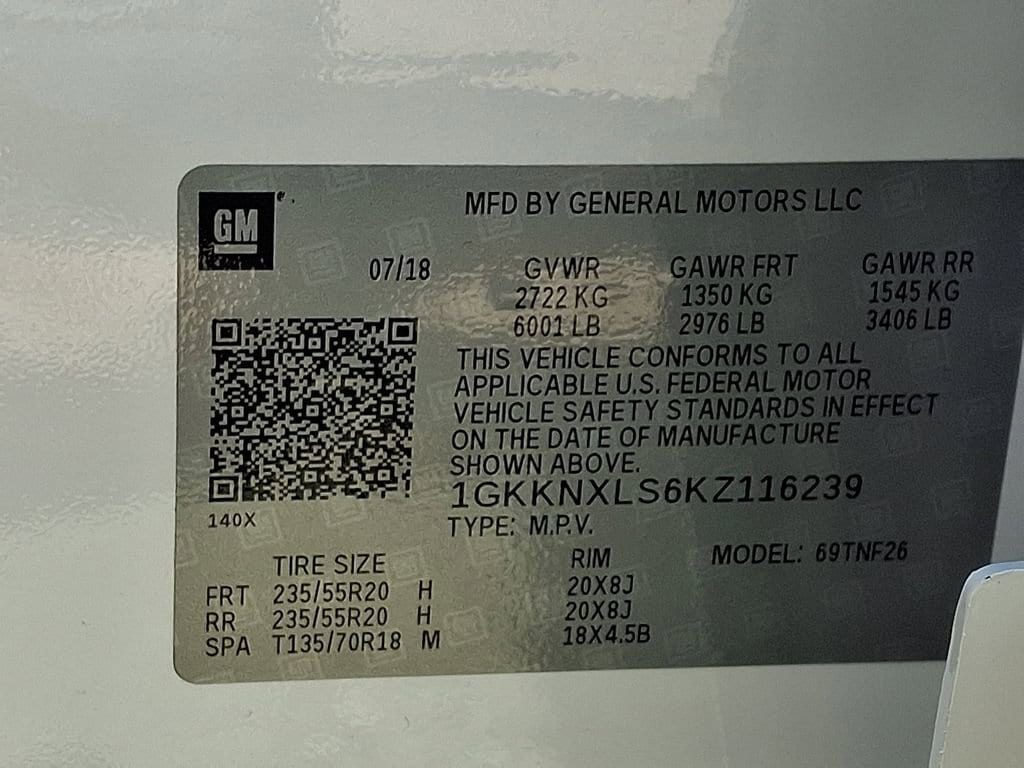 GM
MFD BY GENERAL MOTORS LLC
07/18 GVWR GAWR FRT GAWR RR
2722 KG 1350 KG 1545 KG
6001 LB 2976 LB 3406 LB
THIS VEHICLE CONFORMS TO ALL
APPLICABLE U.S. FEDERAL MOTOR
VEHICLE SAFETY STANDARDS IN EFFECT
ON THE DATE OF MANUFACTURE
SHOWN ABOVE.
1GKKNXLS6KZ116239
140X
TYPE: M.P.V.
TIRE SIZE RIM MODEL: 69TNF26
FRT 235/55R20 H 20X8J
RR 235/55R20 H 20X8J
SPA T135/70R18 M 18X4.5B